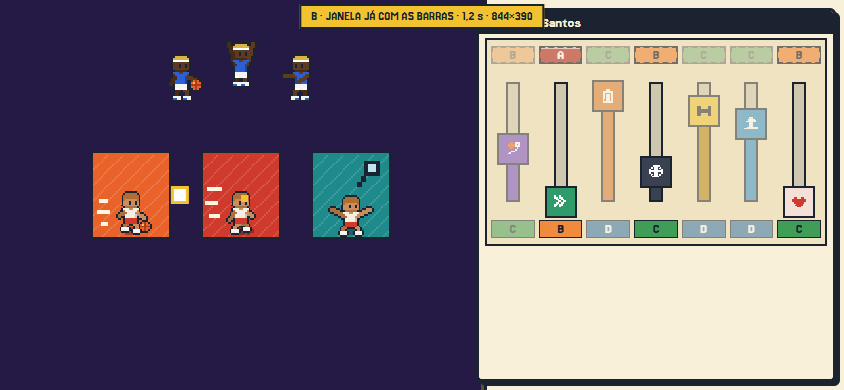 B · JANELA JÁ COM AS BARRAS · 1,2 s · 844×390
Santos
B A C B C C B
C B D C D D C